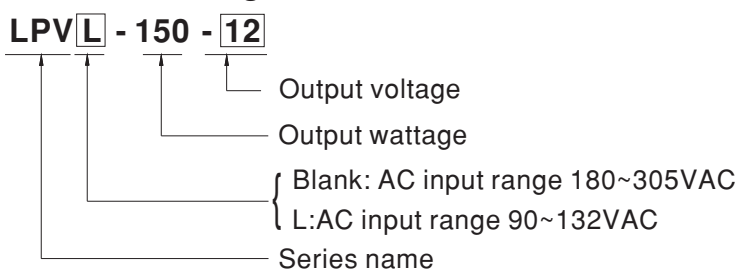 LPVL - 150 - 12
Output voltage
Output wattage
Blank: AC input range 180~305VAC
L:AC input range 90~132VAC
Series name